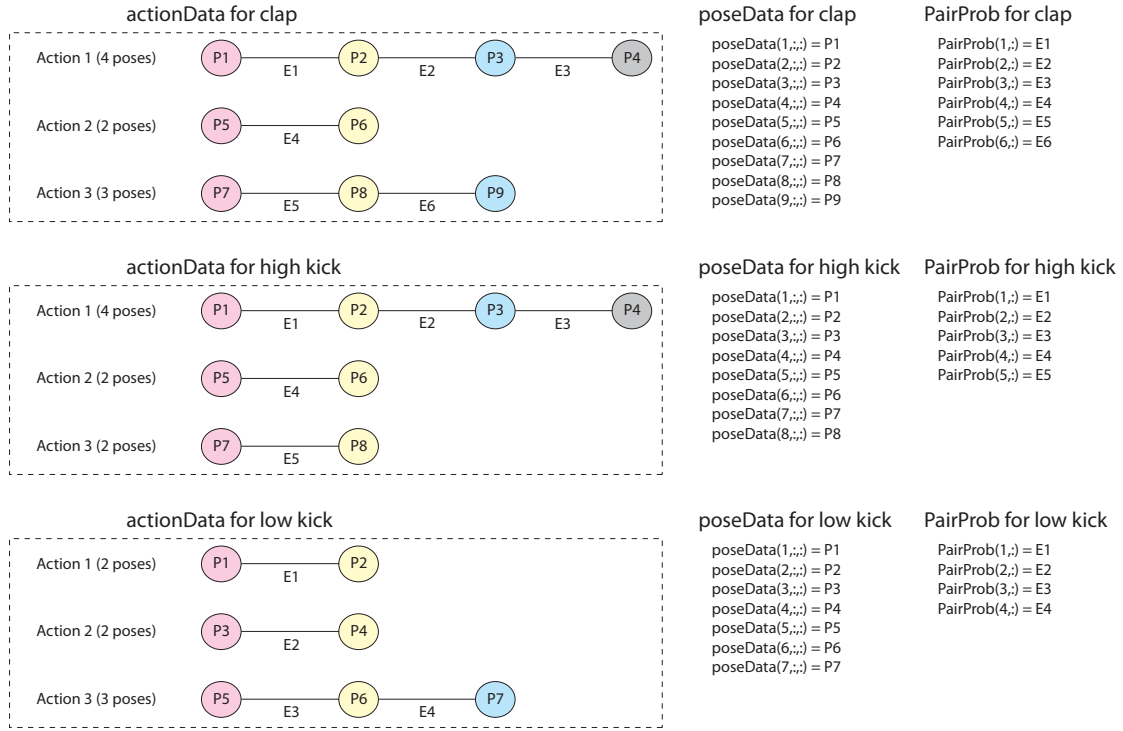 actionData for clap
poseData for clap
PairProb for clap
Action 1 (4 poses)
P1
P2
P3
P4
E1
E2
E3
Action 2 (2 poses)
P5
P6
E4
Action 3 (3 poses)
P7
P8
P9
E5
E6
poseData(1,:,:) = P1
poseData(2,:,:) = P2
poseData(3,:,:) = P3
poseData(4,:,:) = P4
poseData(5,:,:) = P5
poseData(6,:,:) = P6
poseData(7,:,:) = P7
poseData(8,:,:) = P8
poseData(9,:,:) = P9
PairProb(1,:) = E1
PairProb(2,:) = E2
PairProb(3,:) = E3
PairProb(4,:) = E4
PairProb(5,:) = E5
PairProb(6,:) = E6
actionData for high kick
poseData for high kick
PairProb for high kick
Action 1 (4 poses)
P1
P2
P3
P4
E1
E2
E3
Action 2 (2 poses)
P5
P6
E4
Action 3 (2 poses)
P7
P8
E5
poseData(1,:,:) = P1
poseData(2,:,:) = P2
poseData(3,:,:) = P3
poseData(4,:,:) = P4
poseData(5,:,:) = P5
poseData(6,:,:) = P6
poseData(7,:,:) = P7
poseData(8,:,:) = P8
PairProb(1,:) = E1
PairProb(2,:) = E2
PairProb(3,:) = E3
PairProb(4,:) = E4
PairProb(5,:) = E5
actionData for low kick
poseData for low kick
PairProb for low kick
Action 1 (2 poses)
P1
P2
E1
Action 2 (2 poses)
P3
P4
E2
Action 3 (3 poses)
P5
P6
P7
E3
E4
poseData(1,:,:) = P1
poseData(2,:,:) = P2
poseData(3,:,:) = P3
poseData(4,:,:) = P4
poseData(5,:,:) = P5
poseData(6,:,:) = P6
poseData(7,:,:) = P7
PairProb(1,:) = E1
PairProb(2,:) = E2
PairProb(3,:) = E3
PairProb(4,:) = E4